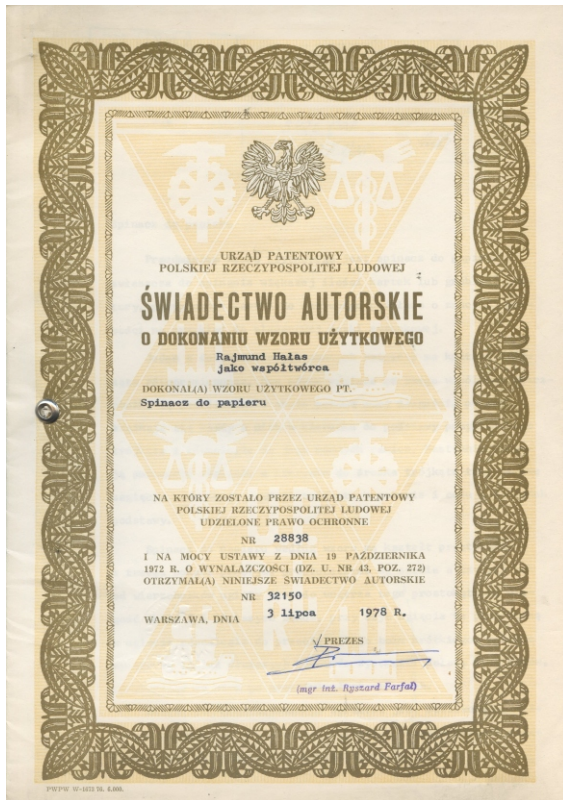 URZĄD PATENTOWY
POLSKIEJ RZECZYPOSPOLITEJ LUDOWEJ
ŚWIADECTWO AUTORSKIE
O DOKONANIU WZORU UŻYTKOWEGO
Rajmund Hałas
jako współtwórca
DOKONAŁ(A) WZORU UŻYTKOWEGO PT.
Spinacz do papieru
NA KTÓRY ZOSTAŁO PRZEZ URZĄD PATENTOWY
POLSKIEJ RZECZYPOSPOLITEJ LUDOWEJ
UDZIELONE PRAWO OCHRONNE
NR 28838
I NA MOCY USTAWY Z DNIA 19 PAŹDZIERNIKA
1972 R. O WYNALAZCZOŚCI (DZ. U. NR 43, POZ. 272)
OTRZYMAŁ(A) NINIEJSZE ŚWIADECTWO AUTORSKIE
NR 32150
WARSZAWA, DNIA 3 lipca 1978 R.
PREZES
(mgr inż. Ryszard Farfał)
PWPW